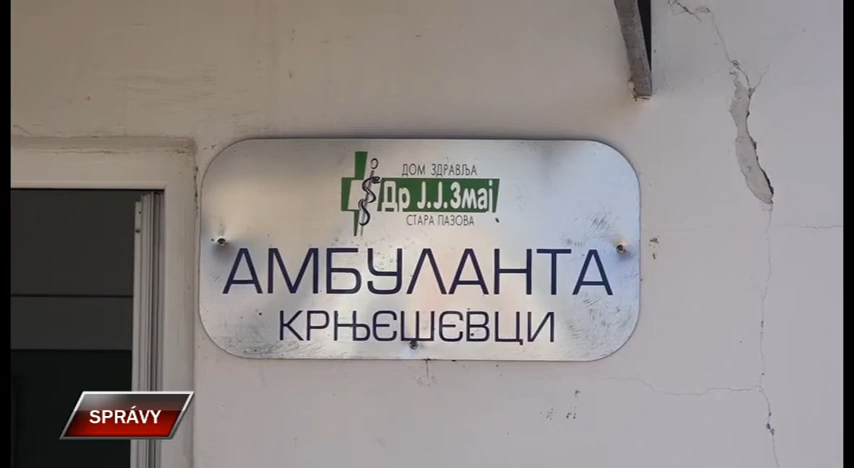 ДОМ ЗДРАВЉА
Др Ј.Ј.Змај
СТАРА ПАЗОВА
АМБУЛАНТА
КРЊЕШЕВЦИ
SPRÁVY